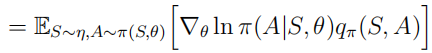 = 𝔼_{S∼η,A∼π(S,θ)}[∇_θ ln π(A|S,θ)q_π(S,A)]